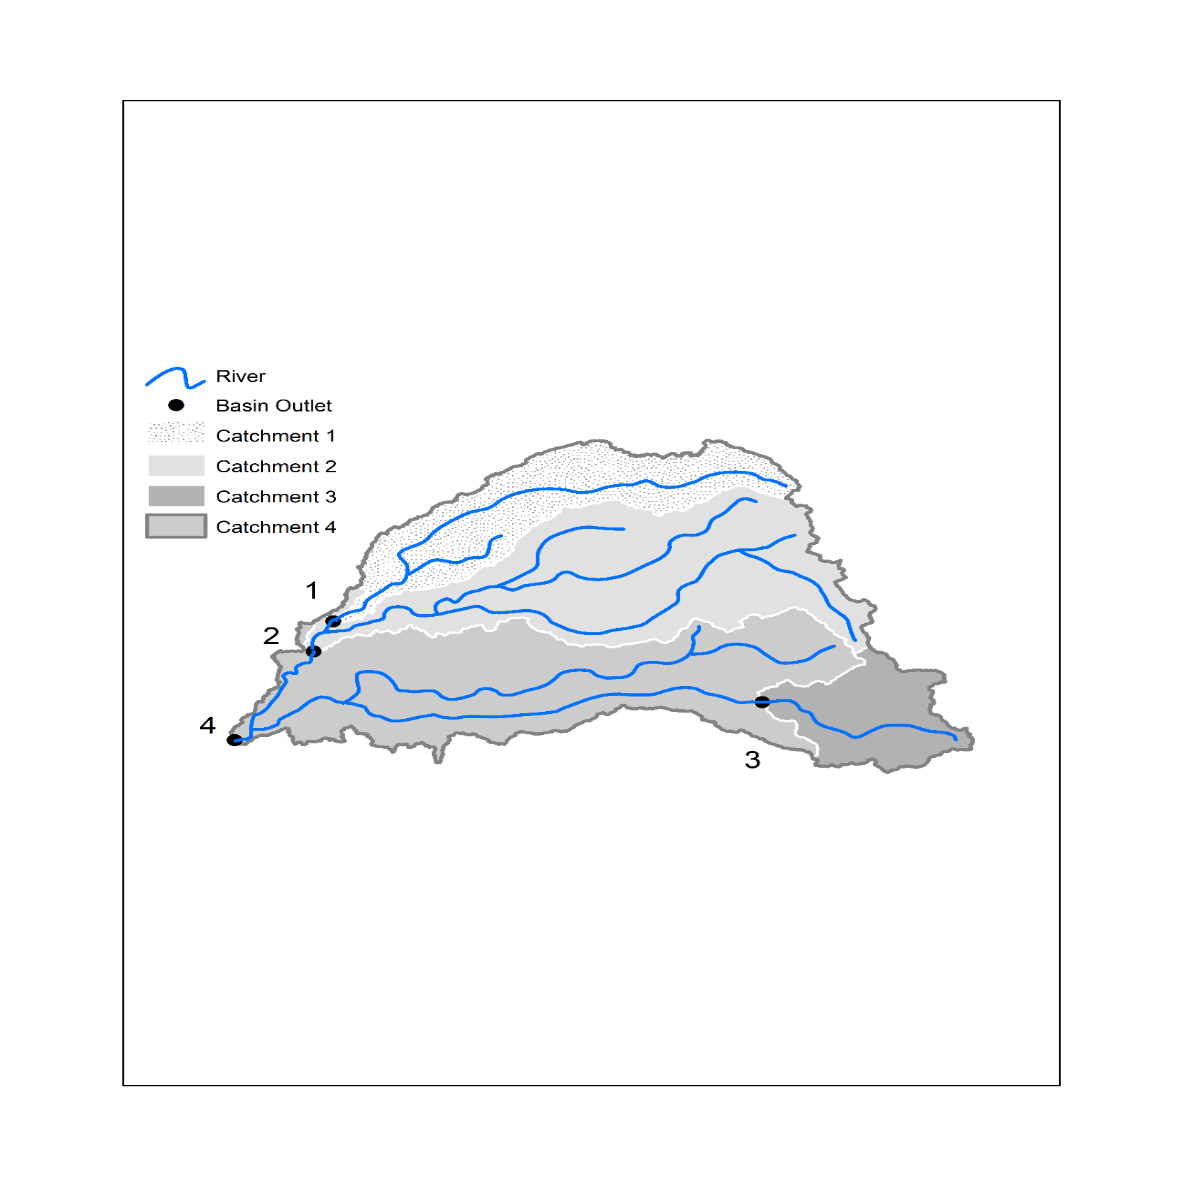 River
Basin Outlet
Catchment 1
Catchment 2
Catchment 3
Catchment 4
1
2
4
3